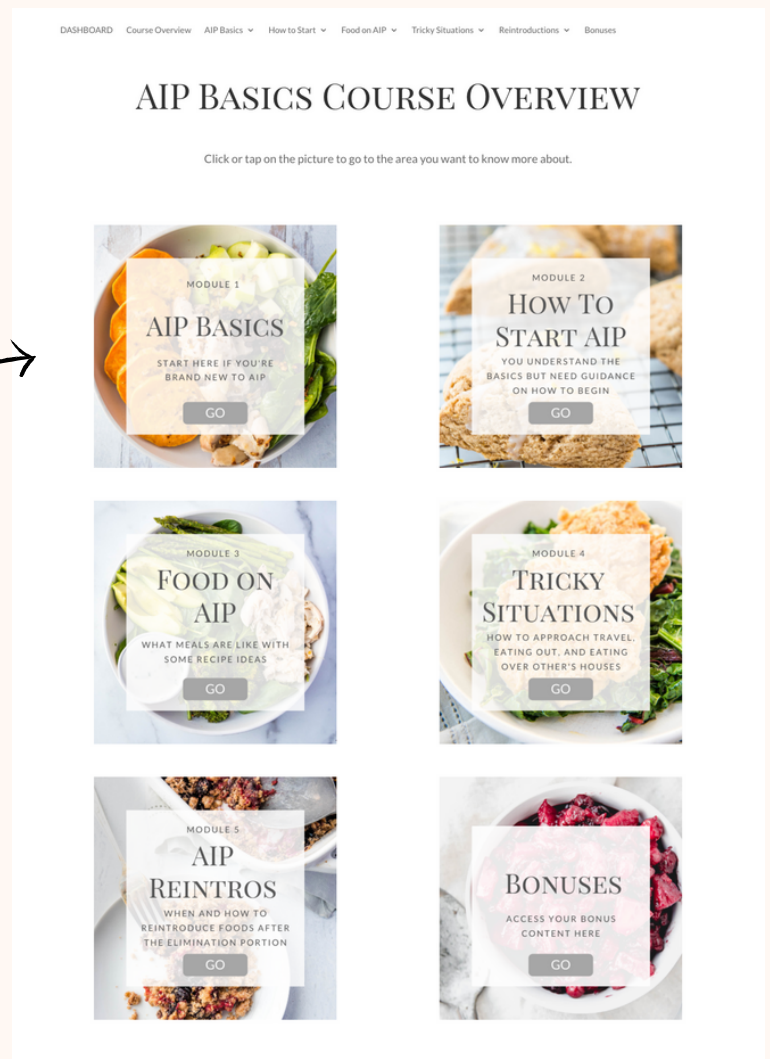 DASHBOARD Course Overview AIP Basics How to Start Food on AIP Tricky Situations Reintroductions Bonuses
AIP Basics Course Overview
Click or tap on the picture to go to the area you want to know more about.
MODULE 1
AIP Basics
START HERE IF YOU'RE
BRAND NEW TO AIP
GO
MODULE 2
How To
Start AIP
YOU UNDERSTAND THE
BASICS BUT NEED GUIDANCE
ON HOW TO BEGIN
GO
MODULE 3
Food on
AIP
WHAT MEALS ARE LIKE WITH
SOME RECIPE IDEAS
GO
MODULE 4
Tricky
Situations
HOW TO APPROACH TRAVEL,
EATING OUT, AND EATING
OVER OTHER'S HOUSES
GO
MODULE 5
AIP
Reintros
WHEN AND HOW TO
REINTRODUCE FOODS AFTER
THE ELIMINATION PORTION
GO
Bonuses
ACCESS YOUR BONUS
CONTENT HERE
GO